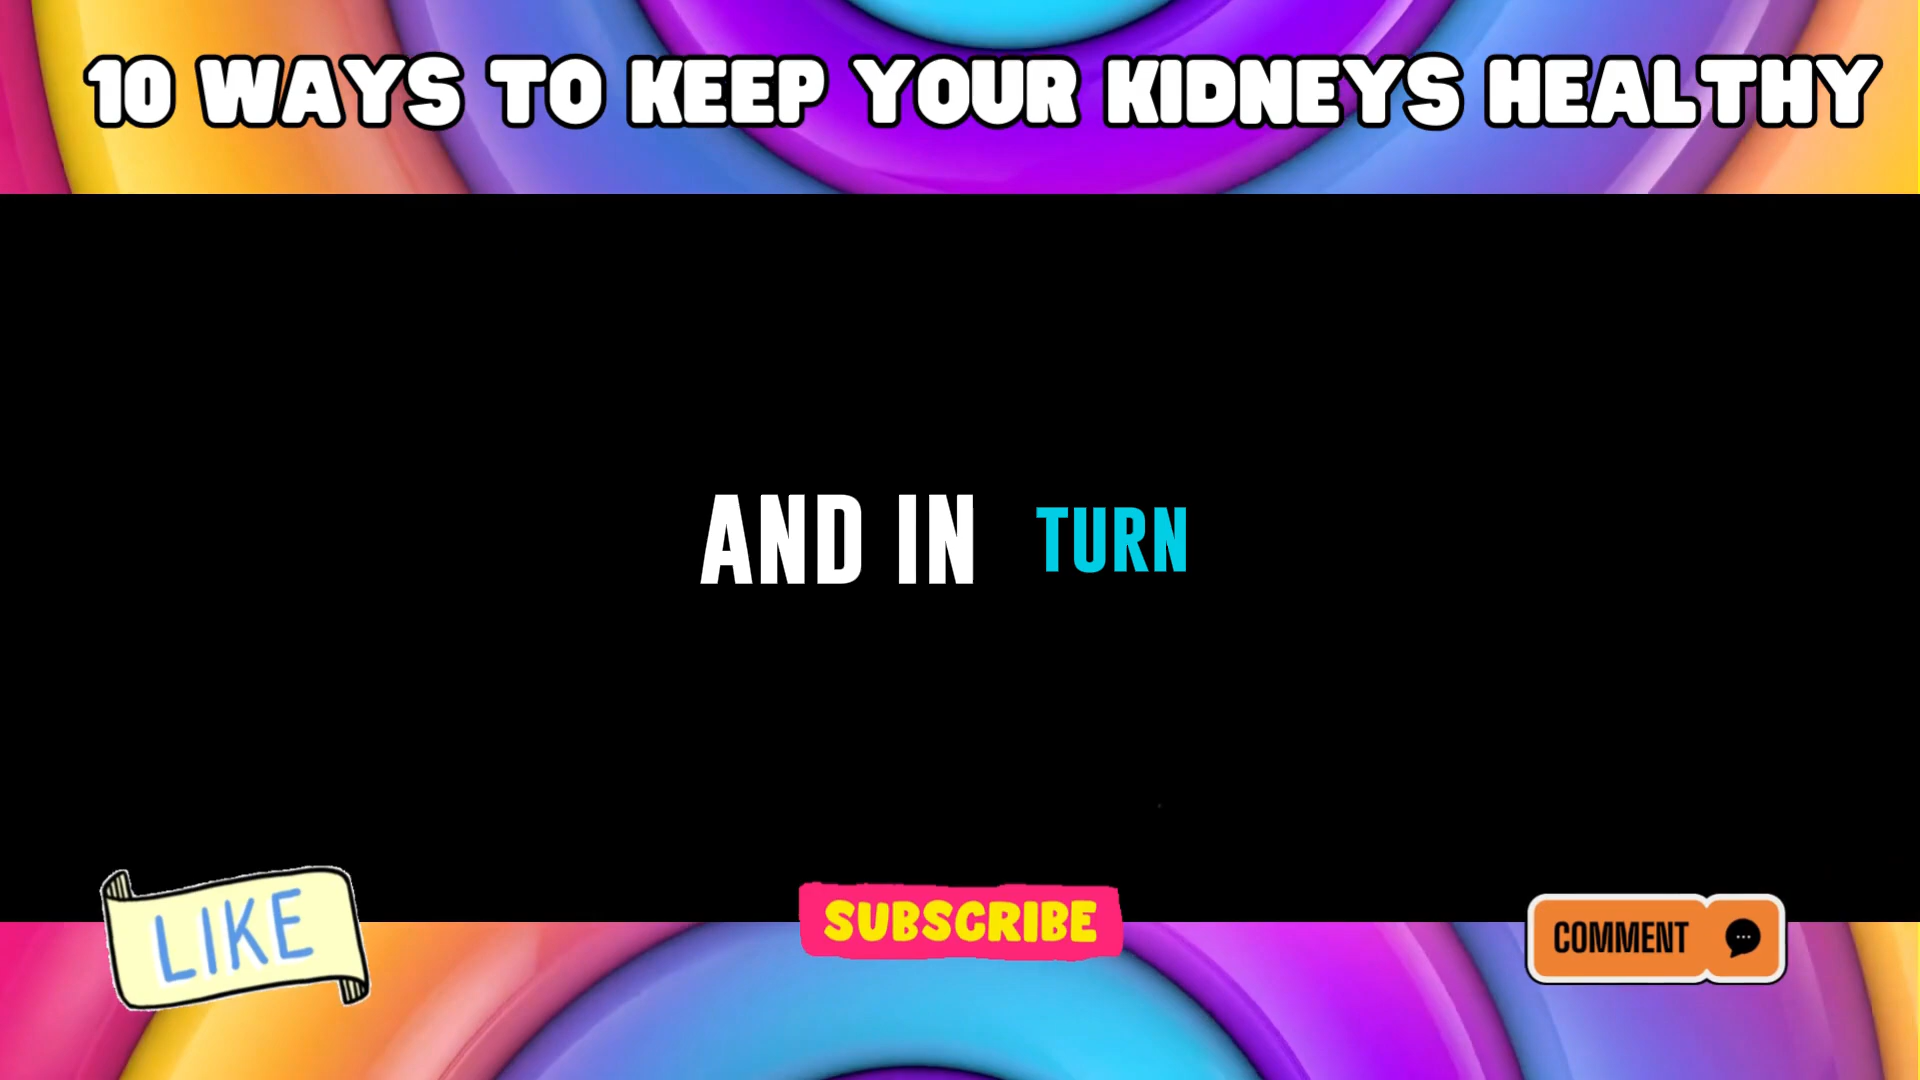 10 WAYS TO KEEP YOUR KIDNEYS HEALTHY
AND IN TURN
LIKE
SUBSCRIBE
COMMENT